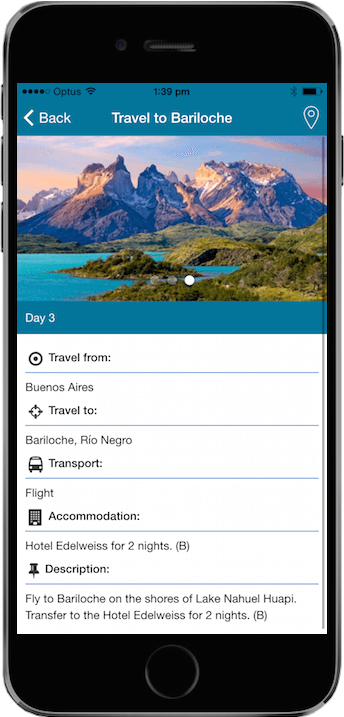 Optus 1:39 pm
Back Travel to Bariloche
Day 3
Travel from:
Buenos Aires
Travel to:
Bariloche, Río Negro
Transport:
Flight
Accommodation:
Hotel Edelweiss for 2 nights. (B)
Description:
Fly to Bariloche on the shores of Lake Nahuel Huapi.
Transfer to the Hotel Edelweiss for 2 nights. (B)